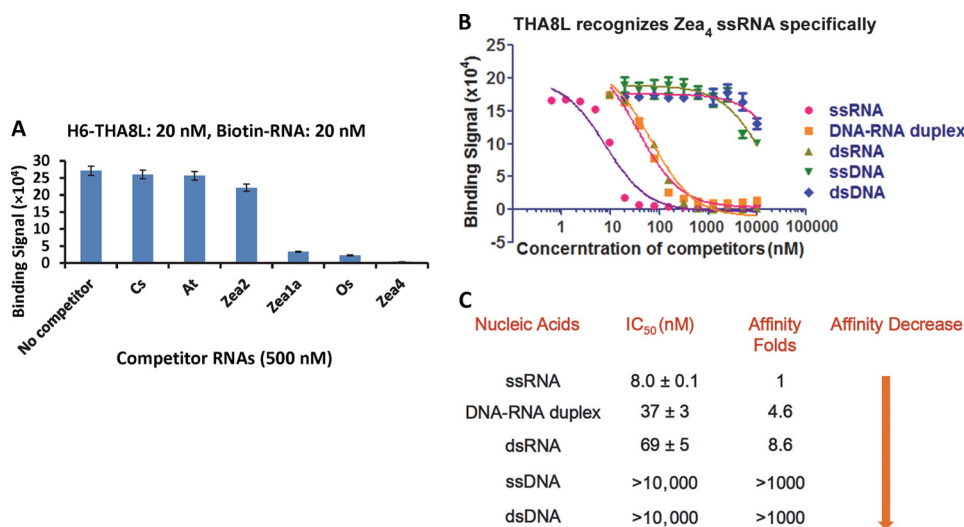 A
H6-THA8L: 20 nM, Biotin-RNA: 20 nM
Binding Signal (×10⁴)
30
25
20
15
10
5
0
No competitor
Cs
At
Zea2
Zea1a
Os
Zea4
Competitor RNAs (500 nM)
B
THA8L recognizes Zea₄ ssRNA specifically
Binding Signal (x10⁴)
25
20
15
10
5
0
-5
1
10
100
1000
10000
100000
Concerntration of competitors (nM)
ssRNA
DNA-RNA duplex
dsRNA
ssDNA
dsDNA
C
Nucleic Acids IC₅₀ (nM) Affinity Folds Affinity Decrease
ssRNA 8.0 ± 0.1 1
DNA-RNA duplex 37 ± 3 4.6
dsRNA 69 ± 5 8.6
ssDNA >10,000 >1000
dsDNA >10,000 >1000